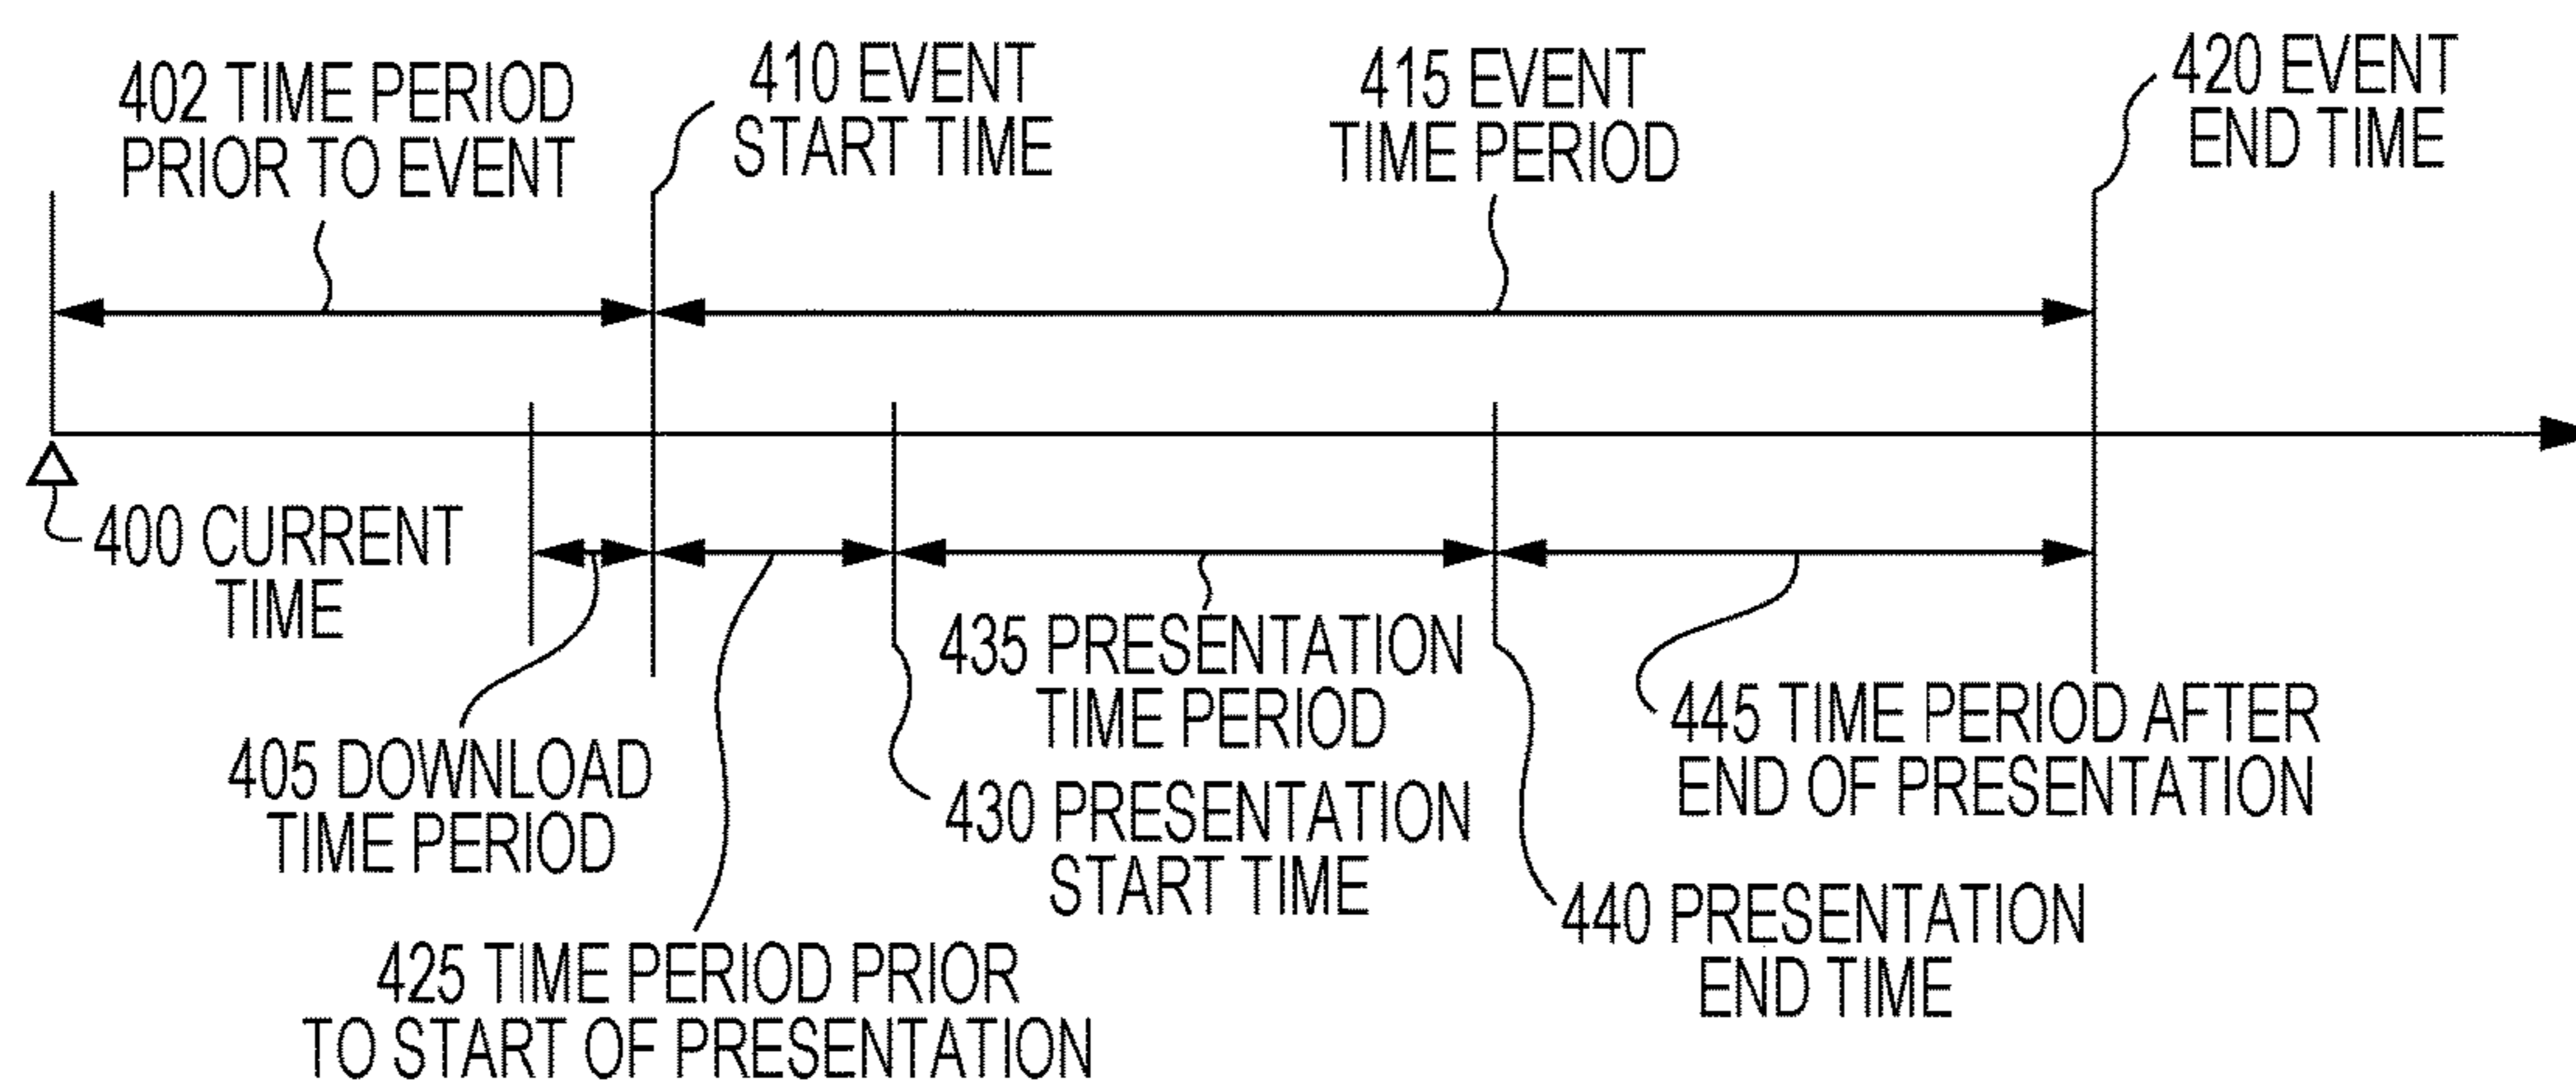 402 TIME PERIOD
PRIOR TO EVENT
410 EVENT
START TIME
415 EVENT
TIME PERIOD
420 EVENT
END TIME
400 CURRENT
TIME
405 DOWNLOAD
TIME PERIOD
425 TIME PERIOD PRIOR
TO START OF PRESENTATION
435 PRESENTATION
TIME PERIOD
430 PRESENTATION
START TIME
440 PRESENTATION
END TIME
445 TIME PERIOD AFTER
END OF PRESENTATION